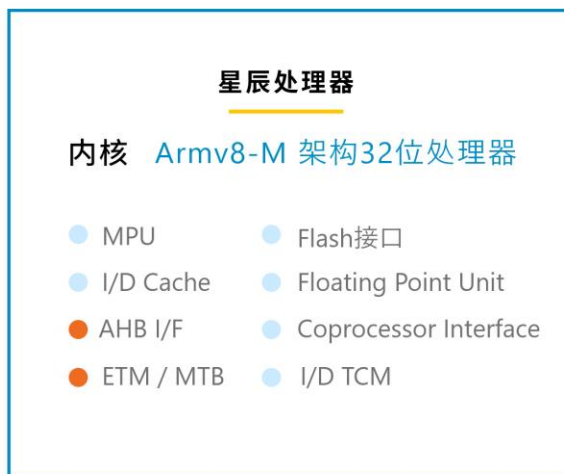 星辰处理器
内核 Armv8-M 架构32位处理器
MPU
Flash接口
I/D Cache
Floating Point Unit
AHB I/F
Coprocessor Interface
ETM / MTB
I/D TCM